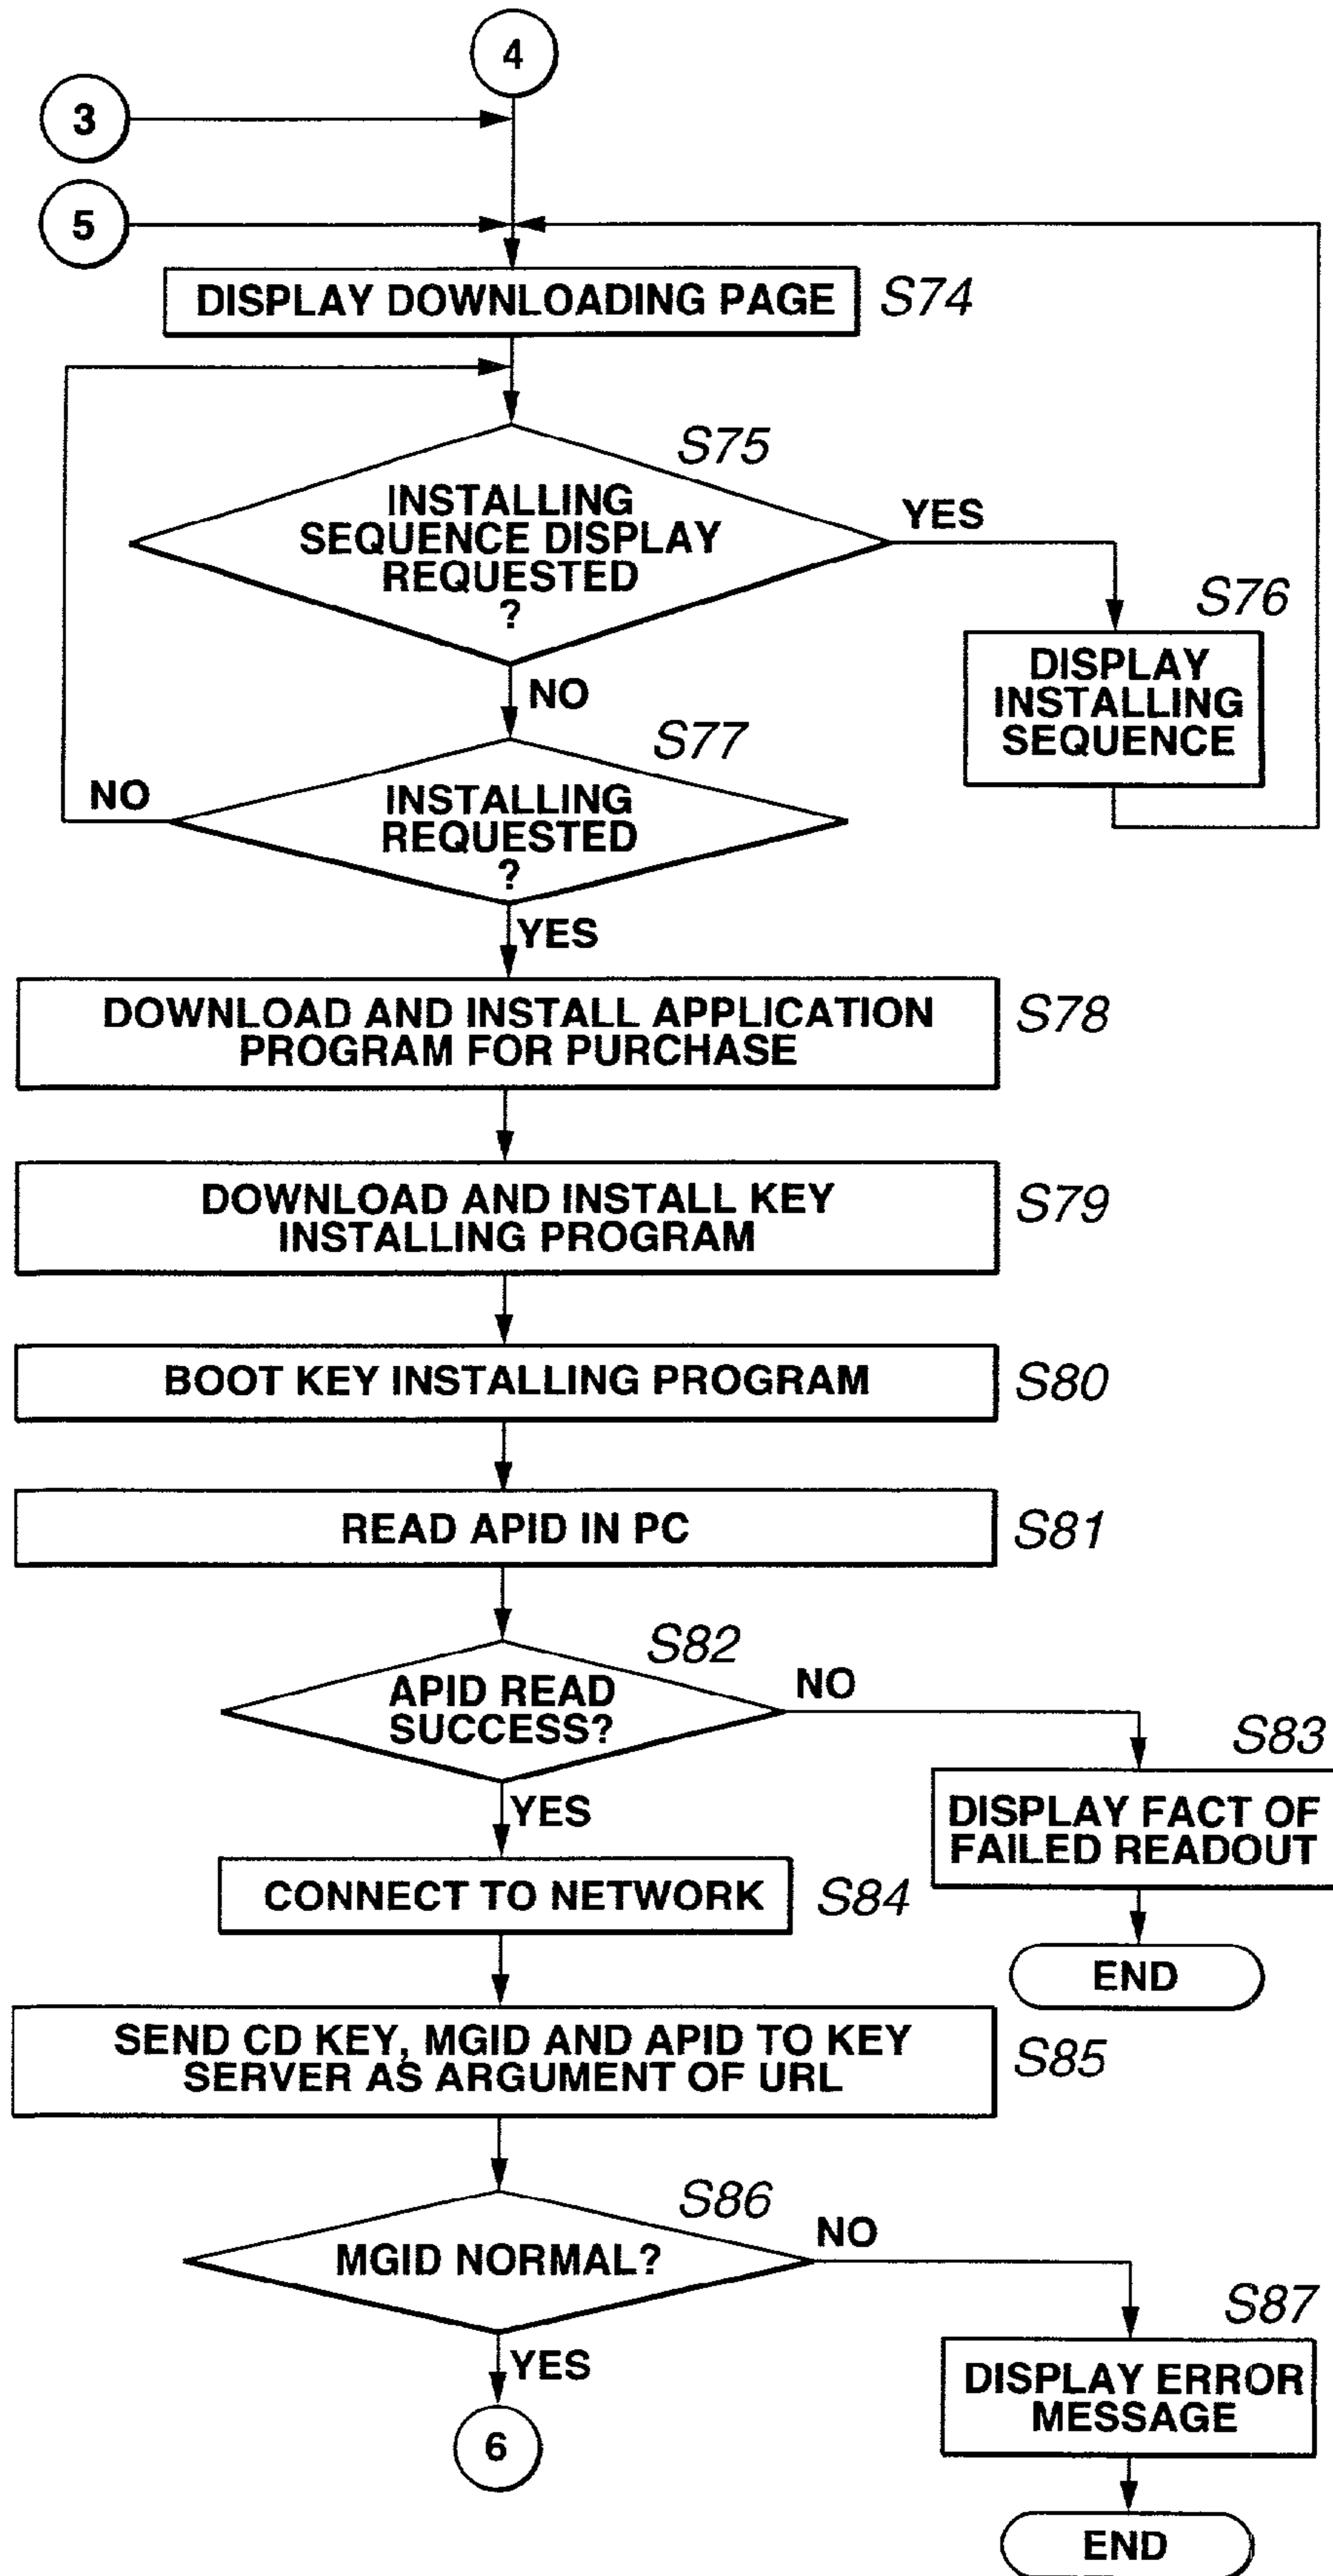 4
3
5
DISPLAY DOWNLOADING PAGE S74
S75
INSTALLING
SEQUENCE DISPLAY
REQUESTED
?
YES
S76
DISPLAY
INSTALLING
SEQUENCE
NO
S77
INSTALLING
REQUESTED
?
NO
YES
DOWNLOAD AND INSTALL APPLICATION
PROGRAM FOR PURCHASE
S78
DOWNLOAD AND INSTALL KEY
INSTALLING PROGRAM
S79
BOOT KEY INSTALLING PROGRAM S80
READ APID IN PC S81
S82
APID READ
SUCCESS?
NO
S83
DISPLAY FACT OF
FAILED READOUT
END
YES
CONNECT TO NETWORK S84
SEND CD KEY, MGID AND APID TO KEY
SERVER AS ARGUMENT OF URL
S85
S86
MGID NORMAL?
NO
S87
DISPLAY ERROR
MESSAGE
END
YES
6